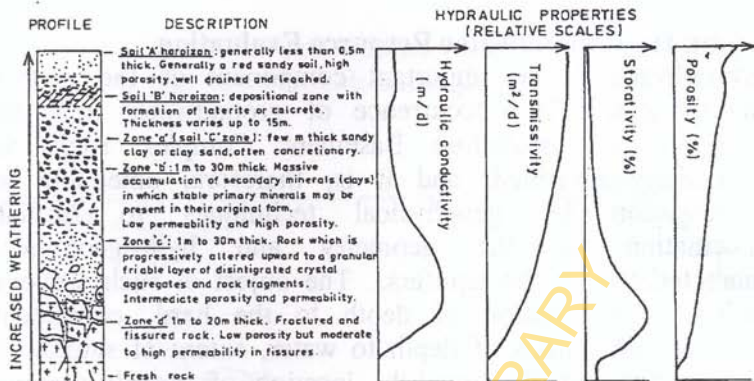 PROFILE
DESCRIPTION
HYDRAULIC PROPERTIES
(RELATIVE SCALES)
INCREASED WEATHERING
Soil 'A' horoizon: generally less than 0,5m
thick. Generally a red sandy soil, high
porosity, well drained and leached.
Soil 'B' horoizon; depositional zone with
formation of laterite or calcrete.
Thickness varies up to 15m.
Zone 'a' (soil 'C' zone): few m thick sandy
clay or clay sand, often concretionary.
Zone 'b': 1m to 30m thick. Massive
accumulation of secondary minerals (clays)
in which stable primary minerals may be
present in their original form.
Low permeability and high porosity.
Zone 'c': 1m to 30m thick. Rock which is
progressively altered upward to a granular
friable layer of disintigrated crystal
aggregates and rock fragments.
Intermediate porosity and permeability.
Zone 'd' 1m to 20m thick. Fractured and
fissured rock. Low porosity but moderate
to high permeability in fissures
Fresh rock
Hydraulic conductivity
(m/d)
Transmissivity
(m²/d)
Storativity (%)
Porosity (%)
RARY